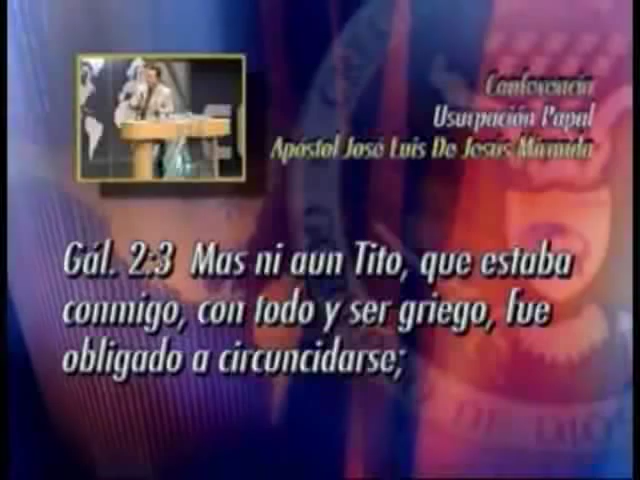 Conferencia
Usurpación Papal
Apóstol José Luis De Jesús Miranda
Gál. 2:3 Mas ni aun Tito, que estaba
conmigo, con todo y ser griego, fue
obligado a circuncidarse;